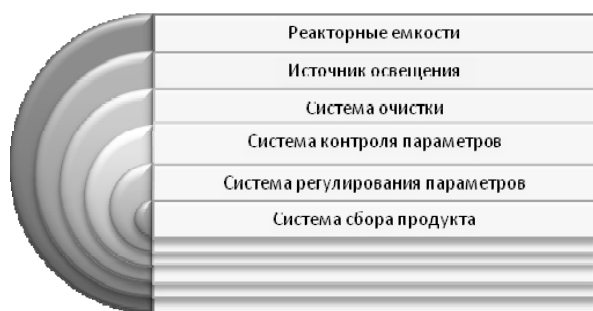 Реакторные емкости
Источник освещения
Система очистки
Система контроля параметров
Система регулирования параметров
Система сбора продукта